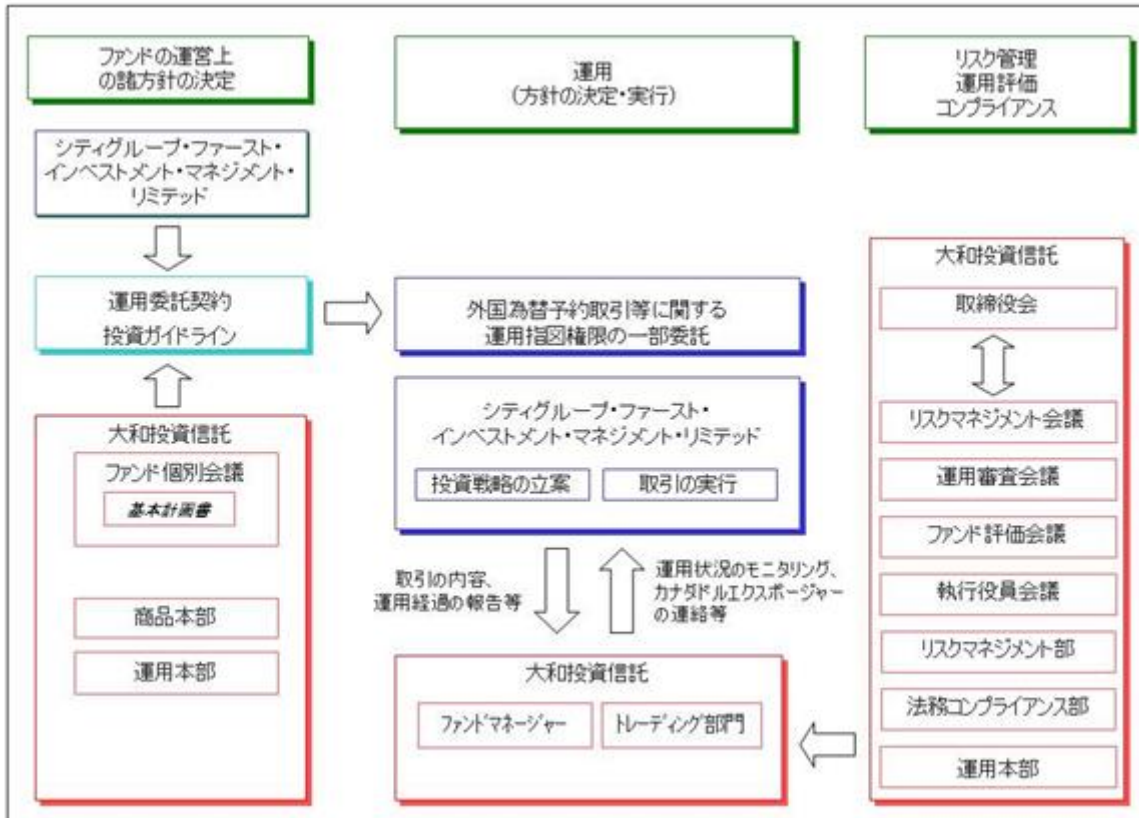 ファンドの運営上
の諸方針の決定
運用
(方針の決定・実行)
リスク管理
運用評価
コンプライアンス
シティグループ・ファースト・
インベストメント・マネジメント・
リミテッド
運用委託契約
投資ガイドライン
外国為替予約取引等に関する
運用指図権限の一部委託
シティグループ・ファースト・
インベストメント・マネジメント・リミテッド
投資戦略の立案
取引の実行
大和投資信託
ファンド個別会議
基本計画書
商品本部
運用本部
取引の内容、
運用経過の報告等
運用状況のモニタリング、
カナダドルエクスポージャー
の連絡等
大和投資信託
ファンドマネージャー
トレーディング部門
大和投資信託
取締役会
リスクマネジメント会議
運用審査会議
ファンド評価会議
執行役員会議
リスクマネジメント部
法務コンプライアンス部
運用本部